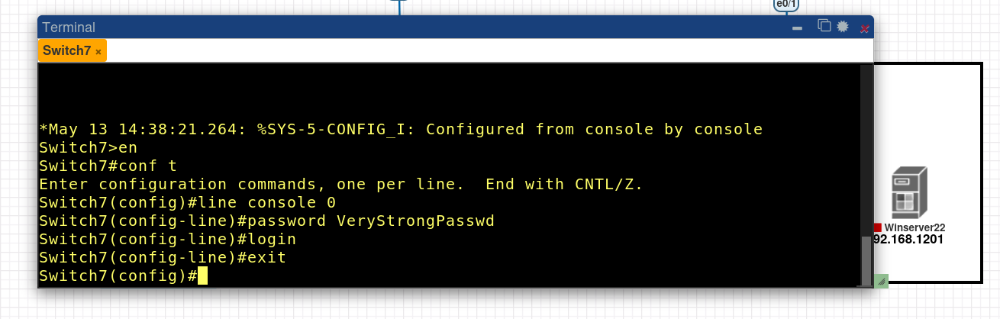 e0/1
Terminal
Switch7 ×
*May 13 14:38:21.264: %SYS-5-CONFIG_I: Configured from console by console
Switch7>en
Switch7#conf t
Enter configuration commands, one per line.  End with CNTL/Z.
Switch7(config)#line console 0
Switch7(config-line)#password VeryStrongPasswd
Switch7(config-line)#login
Switch7(config-line)#exit
Switch7(config)#
Winserver22
92.168.1201